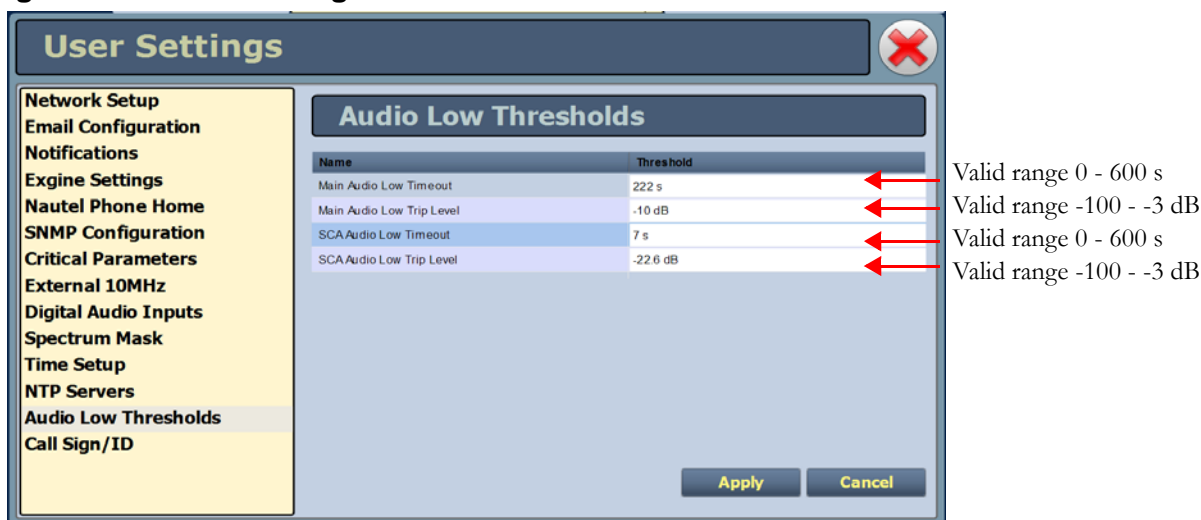 User Settings
Network Setup
Email Configuration
Notifications
Exgine Settings
Nautel Phone Home
SNMP Configuration
Critical Parameters
External 10MHz
Digital Audio Inputs
Spectrum Mask
Time Setup
NTP Servers
Audio Low Thresholds
Call Sign/ID
Audio Low Thresholds
Name Threshold
Main Audio Low Timeout 222 s
Main Audio Low Trip Level -10 dB
SCA Audio Low Timeout 7 s
SCA Audio Low Trip Level -22.6 dB
Valid range 0 - 600 s
Valid range -100 - -3 dB
Valid range 0 - 600 s
Valid range -100 - -3 dB
Apply Cancel